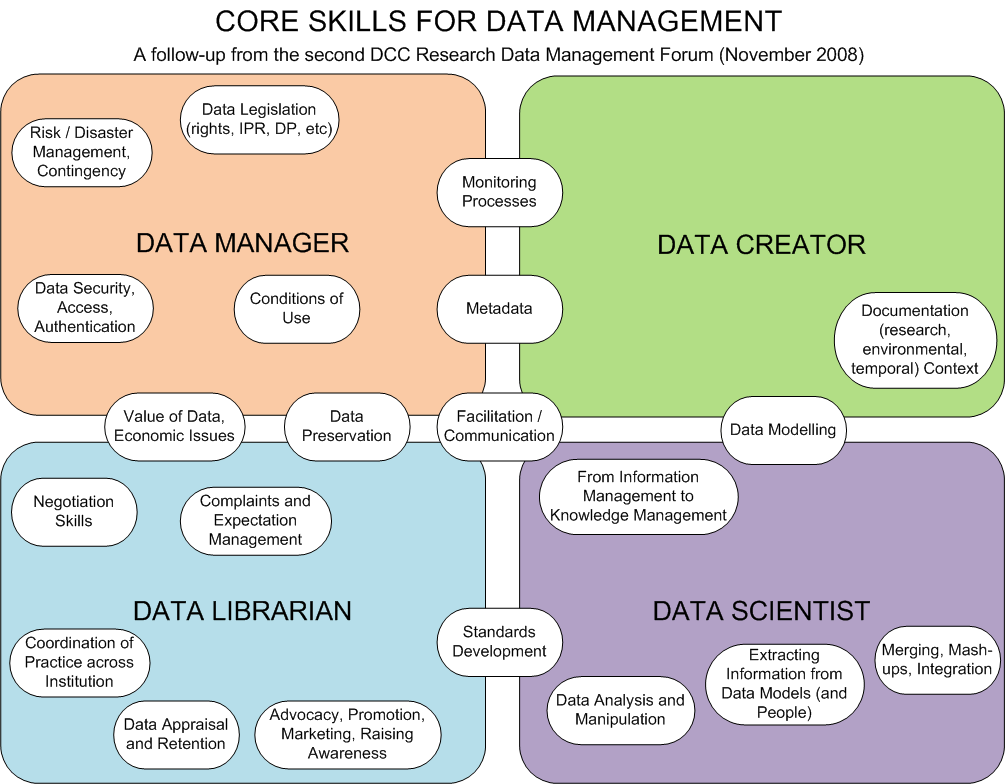 CORE SKILLS FOR DATA MANAGEMENT
A follow-up from the second DCC Research Data Management Forum (November 2008)
Data Legislation
(rights, IPR, DP, etc)
Risk / Disaster
Management,
Contingency
DATA MANAGER
Data Security,
Access,
Authentication
Conditions of
Use
Monitoring
Processes
Metadata
DATA CREATOR
Documentation
(research,
environmental,
temporal) Context
Value of Data,
Economic Issues
Data
Preservation
Facilitation /
Communication
Data Modelling
Negotiation
Skills
Complaints and
Expectation
Management
DATA LIBRARIAN
Coordination of
Practice across
Institution
Data Appraisal
and Retention
Advocacy, Promotion,
Marketing, Raising
Awareness
Standards
Development
From Information
Management to
Knowledge Management
DATA SCIENTIST
Data Analysis and
Manipulation
Extracting
Information from
Data Models (and
People)
Merging, Mash-
ups, Integration